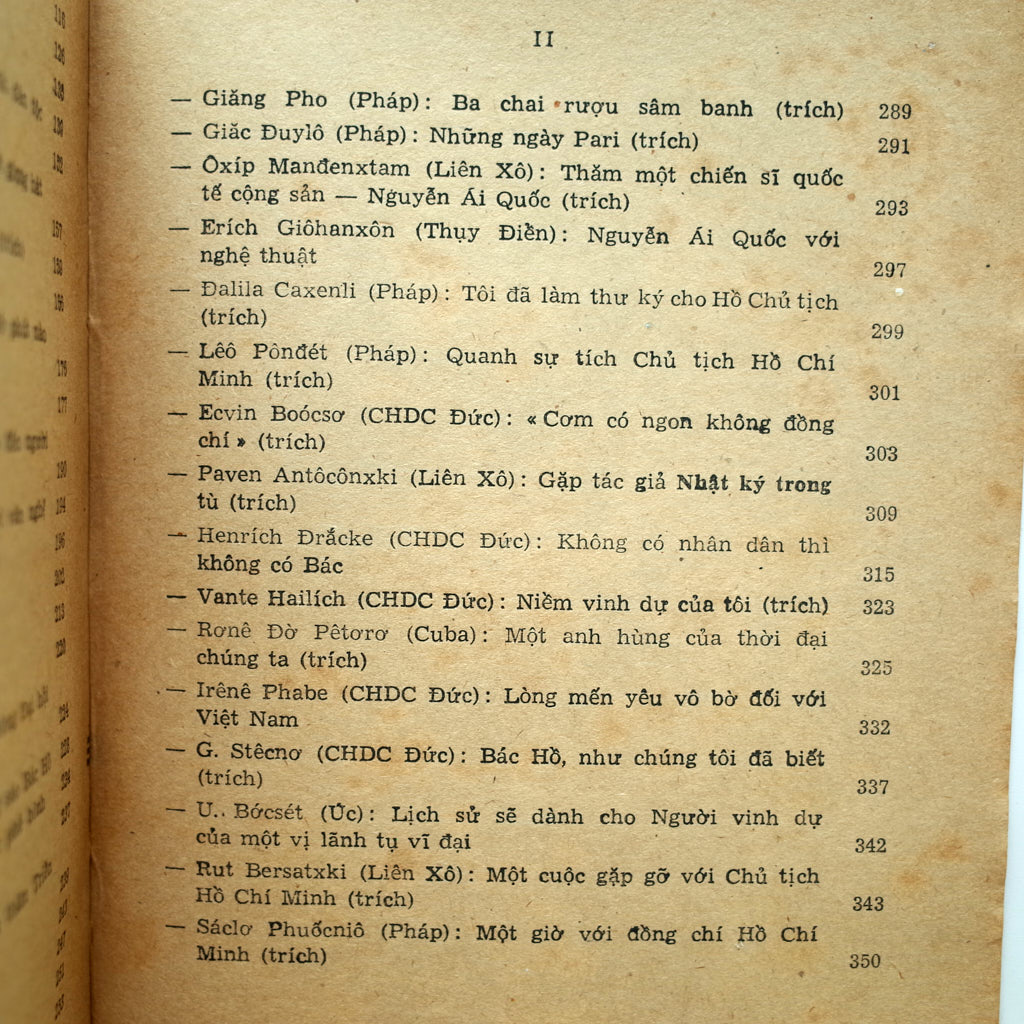 II
— Giăng Pho (Pháp): Ba chai rượu sâm banh (trích) 289
— Giăc Đuylô (Pháp): Những ngày Pari (trích) 291
— Ôxíp Manđenxtam (Liên Xô): Thăm một chiến sĩ quốc
tế cộng sản — Nguyễn Ái Quốc (trích) 293
— Erích Giôhanxôn (Thụy Điển): Nguyễn Ái Quốc với
nghệ thuật 297
— Đalila Caxenli (Pháp): Tôi đã làm thư ký cho Hồ Chủ tịch
(trích) 299
— Lêô Pônđét (Pháp): Quanh sự tích Chủ tịch Hồ Chí
Minh (trích) 301
— Ecvin Boócsơ (CHDC Đức): « Cơm có ngon không đồng
chí » (trích) 303
— Paven Antôcônxki (Liên Xô): Gặp tác giả Nhật ký trong
tù (trích) 309
— Henrích Đrắcke (CHDC Đức): Không có nhân dân thì
không có Bác 315
— Vante Hailích (CHDC Đức): Niềm vinh dự của tôi (trích) 323
— Rơnê Đờ Pêtơrơ (Cuba): Một anh hùng của thời đại
chúng ta (trích) 325
— Irênê Phabe (CHDC Đức): Lòng mến yêu vô bờ đối với
Việt Nam 332
— G. Stêcnơ (CHDC Đức): Bác Hồ, như chúng tôi đã biết
(trích) 337
— U.. Bớcsét (Úc): Lịch sử sẽ dành cho Người vinh dự
của một vị lãnh tụ vĩ đại 342
— Rut Bersatxki (Liên Xô): Một cuộc gặp gỡ với Chủ tịch
Hồ Chí Minh (trích) 343
— Sáclơ Phuốcniô (Pháp): Một giờ với đồng chí Hồ Chí
Minh (trích) 350